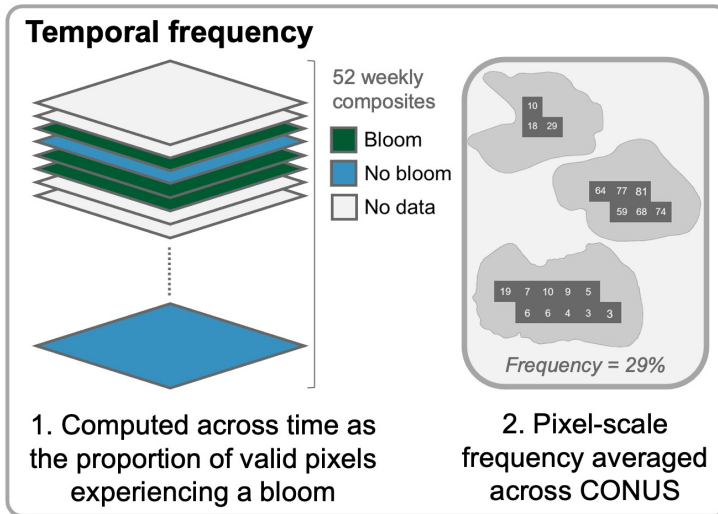 Temporal frequency
52 weekly
composites
Bloom
No bloom
No data
1. Computed across time as
the proportion of valid pixels
experiencing a bloom
10
18 29
64 77 81
59 68 74
19 7 10 9 5
6 6 4 3 3
Frequency = 29%
2. Pixel-scale
frequency averaged
across CONUS